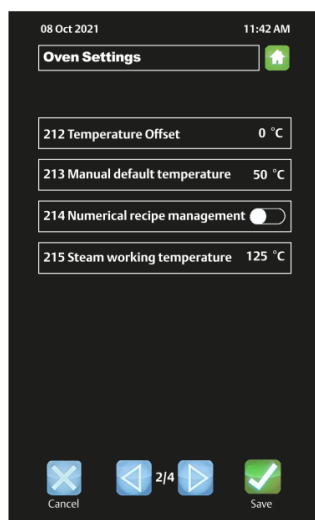 08 Oct 2021 11:42 AM
Oven Settings
212 Temperature Offset 0 °C
213 Manual default temperature 50 °C
214 Numerical recipe management
215 Steam working temperature 125 °C
2/4
Cancel Save